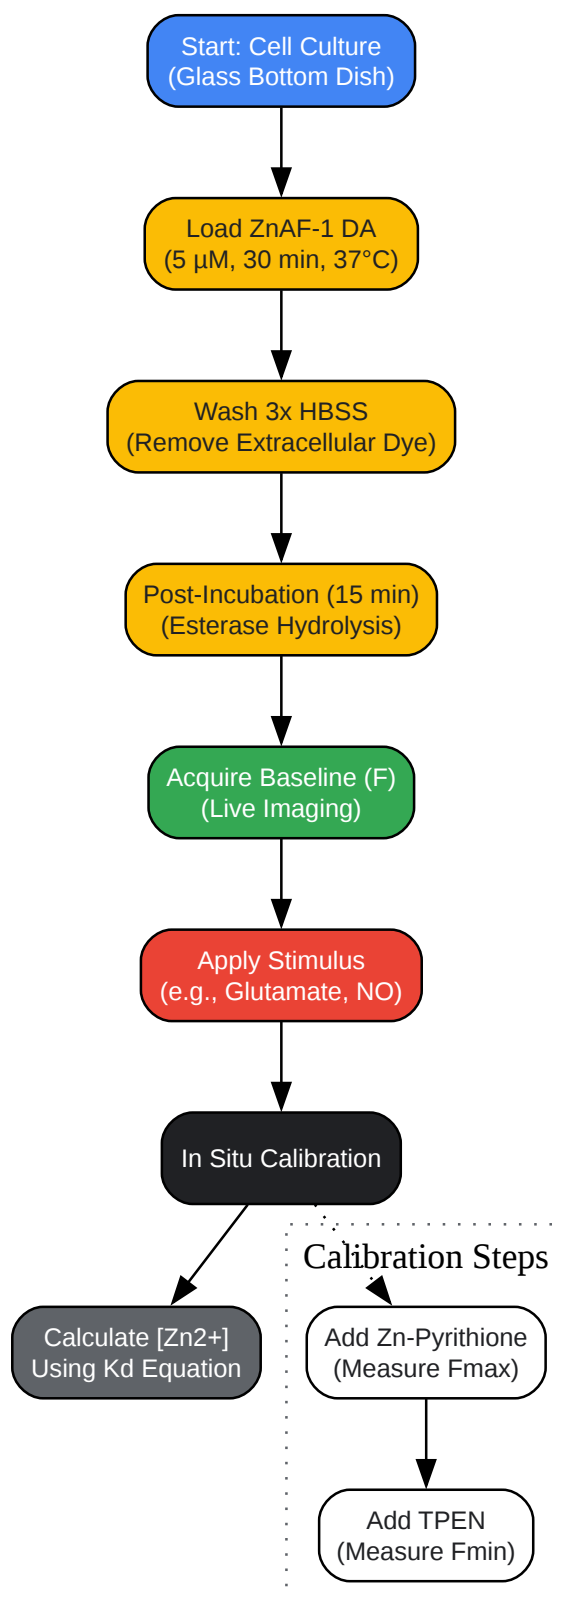 Start: Cell Culture
(Glass Bottom Dish)
Load ZnAF-1 DA
(5 µM, 30 min, 37°C)
Wash 3x HBSS
(Remove Extracellular Dye)
Post-Incubation (15 min)
(Esterase Hydrolysis)
Acquire Baseline (F)
(Live Imaging)
Apply Stimulus
(e.g., Glutamate, NO)
In Situ Calibration
Calibration Steps
Calculate [Zn2+]
Using Kd Equation
Add Zn-Pyrithione
(Measure Fmax)
Add TPEN
(Measure Fmin)